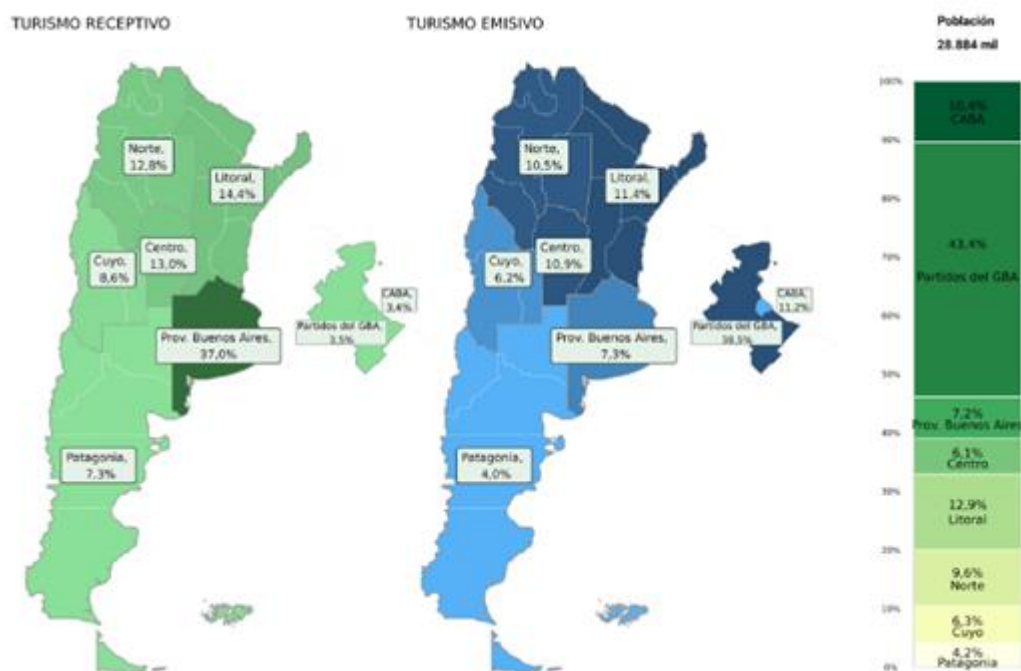 TURISMO RECEPTIVO
Norte,
12,8%
Litoral,
14,4%
Centro,
13,0%
Cuyo,
8,6%
CABA,
3,4%
Partidos del GBA,
3,5%
Prov. Buenos Aires,
37,0%
Patagonia,
7,3%
TURISMO EMISIVO
Norte,
10,5%
Litoral,
11,4%
Centro,
10,9%
Cuyo,
6,2%
CABA,
11,2%
Partidos del GBA,
38,5%
Prov. Buenos Aires,
7,3%
Patagonia,
4,0%
Población
28.884 mil
100%
90%
80%
70%
60%
50%
40%
30%
20%
10%
0%
10,4%
CABA
43,4%
Partidos del GBA
7,2%
Prov. Buenos Aires
6,1%
Centro
12,9%
Litoral
9,6%
Norte
6,3%
Cuyo
4,2%
Patagonia